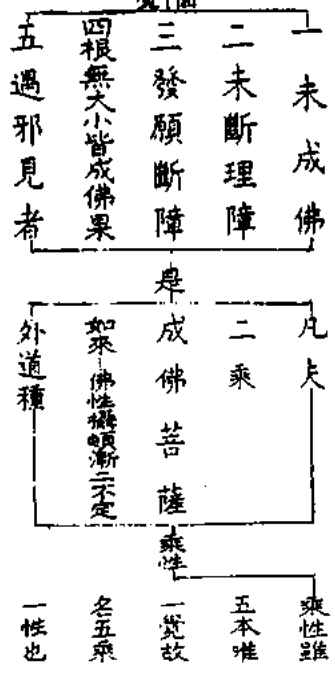 一未成佛
二未斷理障
三發願斷障
四根無大小皆成佛果
五遇邪見者
是
凡夫
二乘
成佛菩薩
如來佛性攝頓漸二不定
外道種
乘性
乘性雖
五本唯
一覺故
名五乘
一性也